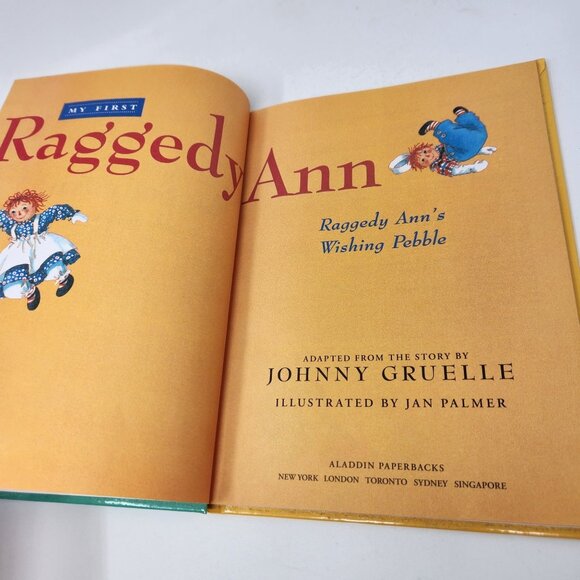 MY FIRST
Raggedy Ann
Raggedy Ann's
Wishing Pebble
ADAPTED FROM THE STORY BY
JOHNNY GRUELLE
ILLUSTRATED BY JAN PALMER
ALADDIN PAPERBACKS
NEW YORK LONDON TORONTO SYDNEY SINGAPORE